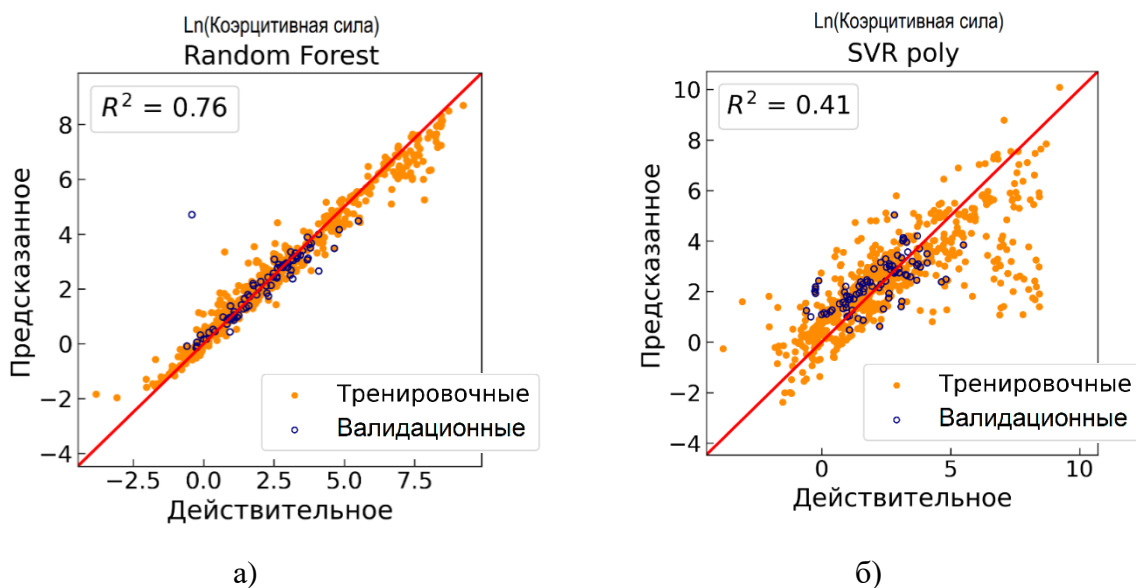 Ln(Коэрцитивная сила)
Random Forest
R² = 0.76
Предсказанное
8
6
4
2
0
−2
−4
−2.5
0.0
2.5
5.0
7.5
Действительное
Тренировочные
Валидационные
а)
Ln(Коэрцитивная сила)
SVR poly
R² = 0.41
Предсказанное
10
8
6
4
2
0
−2
−4
0
5
10
Действительное
Тренировочные
Валидационные
б)